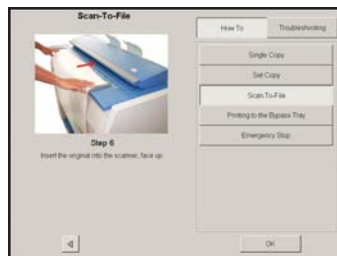 Scan-To-File
Step 6
Insert the original into the scanner, face up
How To
Troubleshooting
Single Copy
Set Copy
Scan-To-File
Printing to the Bypass Tray
Emergency Stop
OK